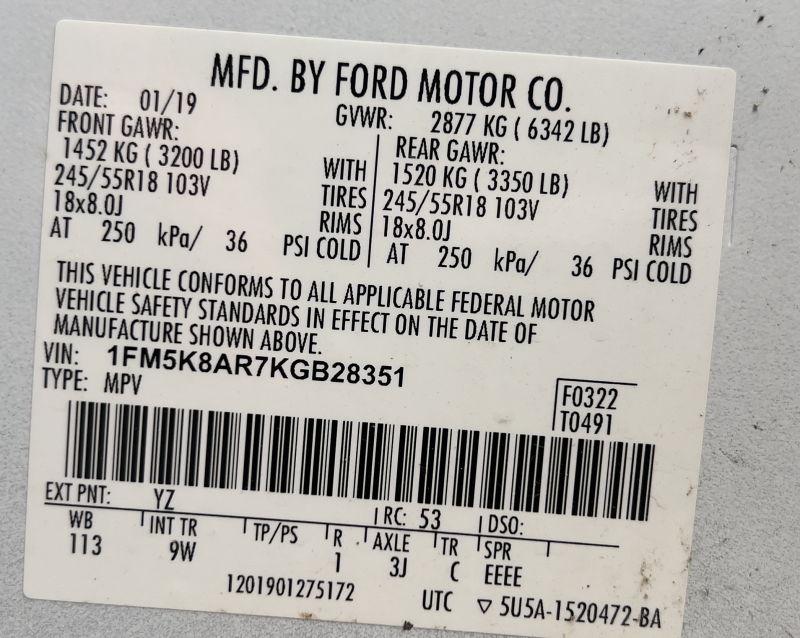 MFD. BY FORD MOTOR CO.
DATE: 01/19
GVWR: 2877 KG ( 6342 LB)
FRONT GAWR:
1452 KG ( 3200 LB) WITH
245/55R18 103V TIRES
18x8.0J RIMS
AT 250 kPa/ 36 PSI COLD
REAR GAWR:
1520 KG ( 3350 LB) WITH
245/55R18 103V TIRES
18x8.0J RIMS
AT 250 kPa/ 36 PSI COLD
THIS VEHICLE CONFORMS TO ALL APPLICABLE FEDERAL MOTOR
VEHICLE SAFETY STANDARDS IN EFFECT ON THE DATE OF
MANUFACTURE SHOWN ABOVE.
VIN: 1FM5K8AR7KGB28351
TYPE: MPV
F0322
T0491
EXT PNT: YZ RC: 53 DSO:
WB INT TR TP/PS R AXLE TR SPR
113 9W 1 3J C EEEE
1201901275172 UTC ▽ 5U5A-1520472-BA